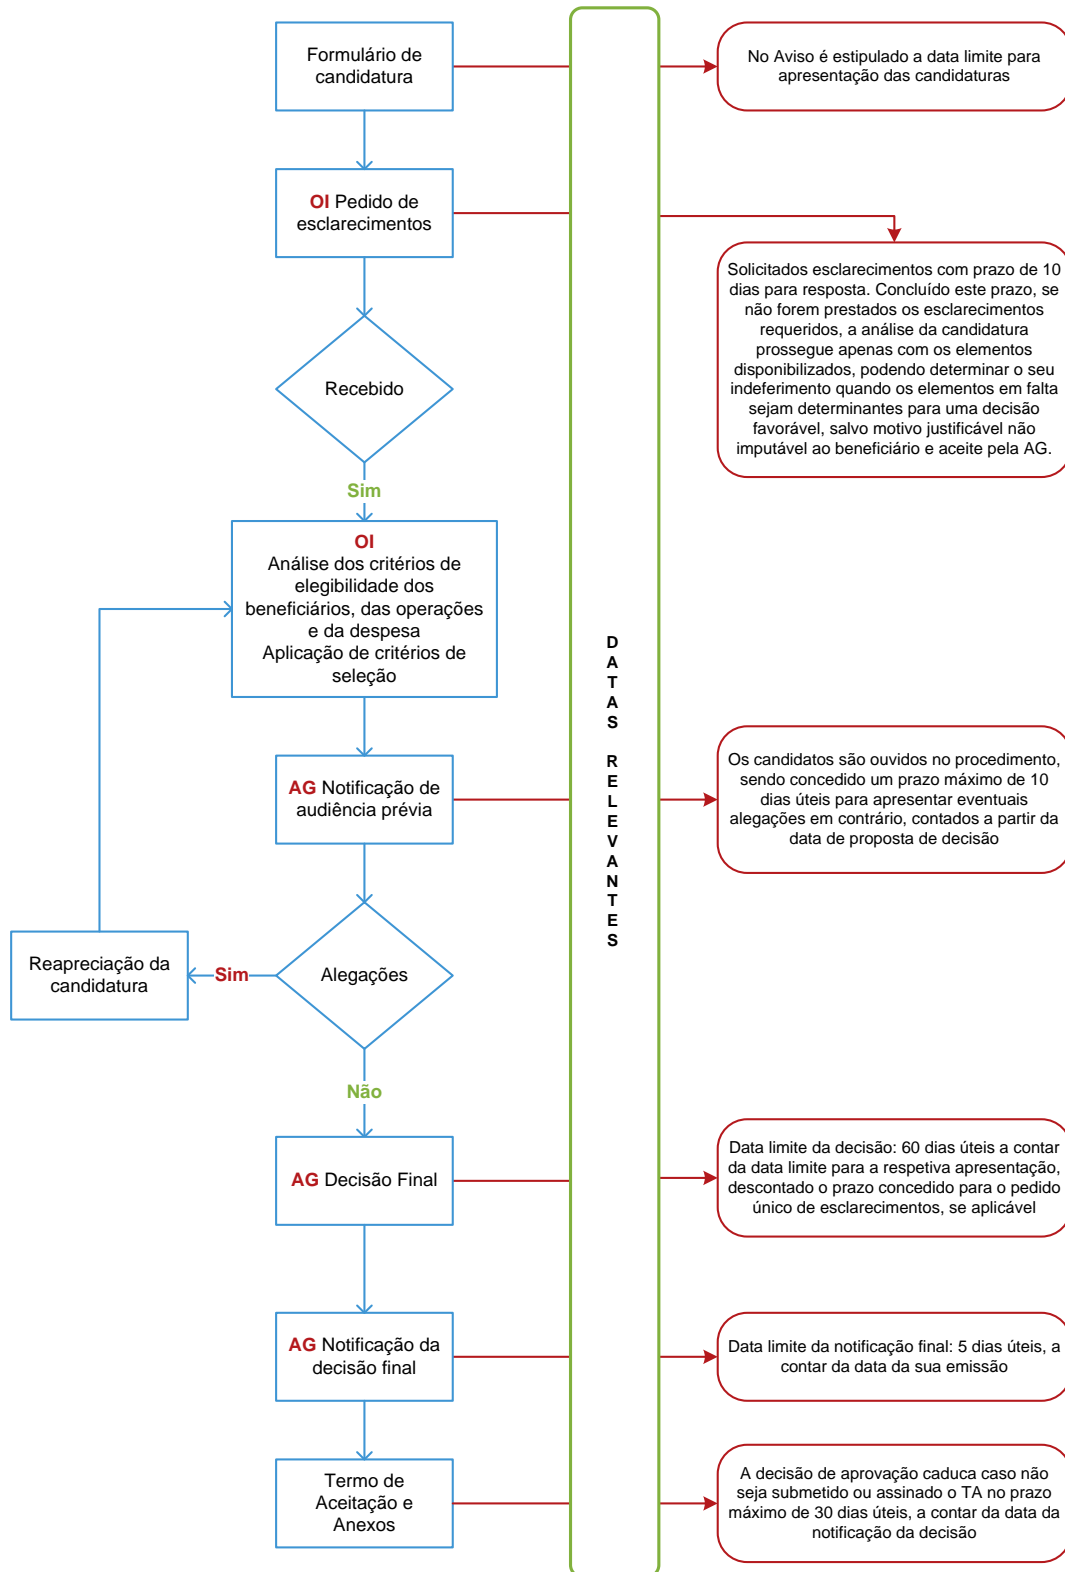 Formulário de
candidatura
No Aviso é estipulado a data limite para
apresentação das candidaturas
OI Pedido de
esclarecimentos
Solicitados esclarecimentos com prazo de 10
dias para resposta. Concluído este prazo, se
não forem prestados os esclarecimentos
requeridos, a análise da candidatura
prossegue apenas com os elementos
disponibilizados, podendo determinar o seu
indeferimento quando os elementos em falta
sejam determinantes para uma decisão
favorável, salvo motivo justificável não
imputável ao beneficiário e aceite pela AG.
Recebido
Sim
OI
Análise dos critérios de
elegibilidade dos
beneficiários, das operações
e da despesa
Aplicação de critérios de
seleção
DATAS RELEVANTES
AG Notificação de
audiência prévia
Os candidatos são ouvidos no procedimento,
sendo concedido um prazo máximo de 10
dias úteis para apresentar eventuais
alegações em contrário, contados a partir da
data de proposta de decisão
Alegações
Sim
Reapreciação da
candidatura
Não
AG Decisão Final
Data limite da decisão: 60 dias úteis a contar
da data limite para a respetiva apresentação,
descontado o prazo concedido para o pedido
único de esclarecimentos, se aplicável
AG Notificação da
decisão final
Data limite da notificação final: 5 dias úteis, a
contar da data da sua emissão
Termo de
Aceitação e
Anexos
A decisão de aprovação caduca caso não
seja submetido ou assinado o TA no prazo
máximo de 30 dias úteis, a contar da data da
notificação da decisão